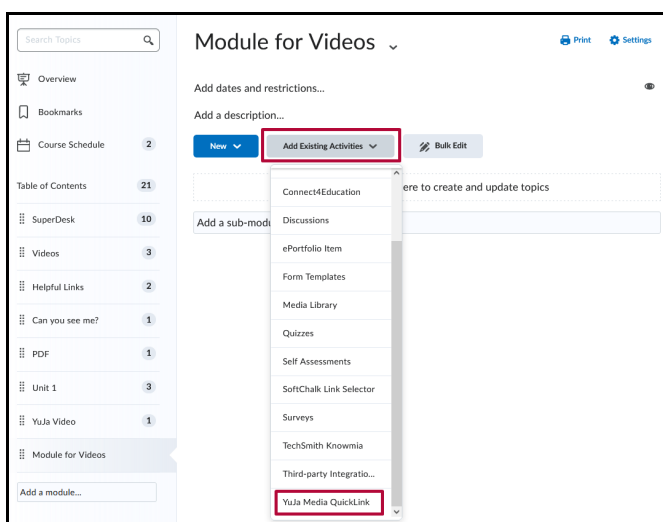 Search Topics
Overview
Bookmarks
Course Schedule 2
Table of Contents 21
SuperDesk 10
Videos 3
Helpful Links 2
Can you see me? 1
PDF 1
Unit 1 3
YuJa Video 1
Module for Videos
Add a module...
Module for Videos
Print Settings
Add dates and restrictions...
Add a description...
New Add Existing Activities Bulk Edit
ere to create and update topics
Add a sub-modu
Connect4Education
Discussions
ePortfolio Item
Form Templates
Media Library
Quizzes
Self Assessments
SoftChalk Link Selector
Surveys
TechSmith Knowmia
Third-party Integratio...
YuJa Media QuickLink